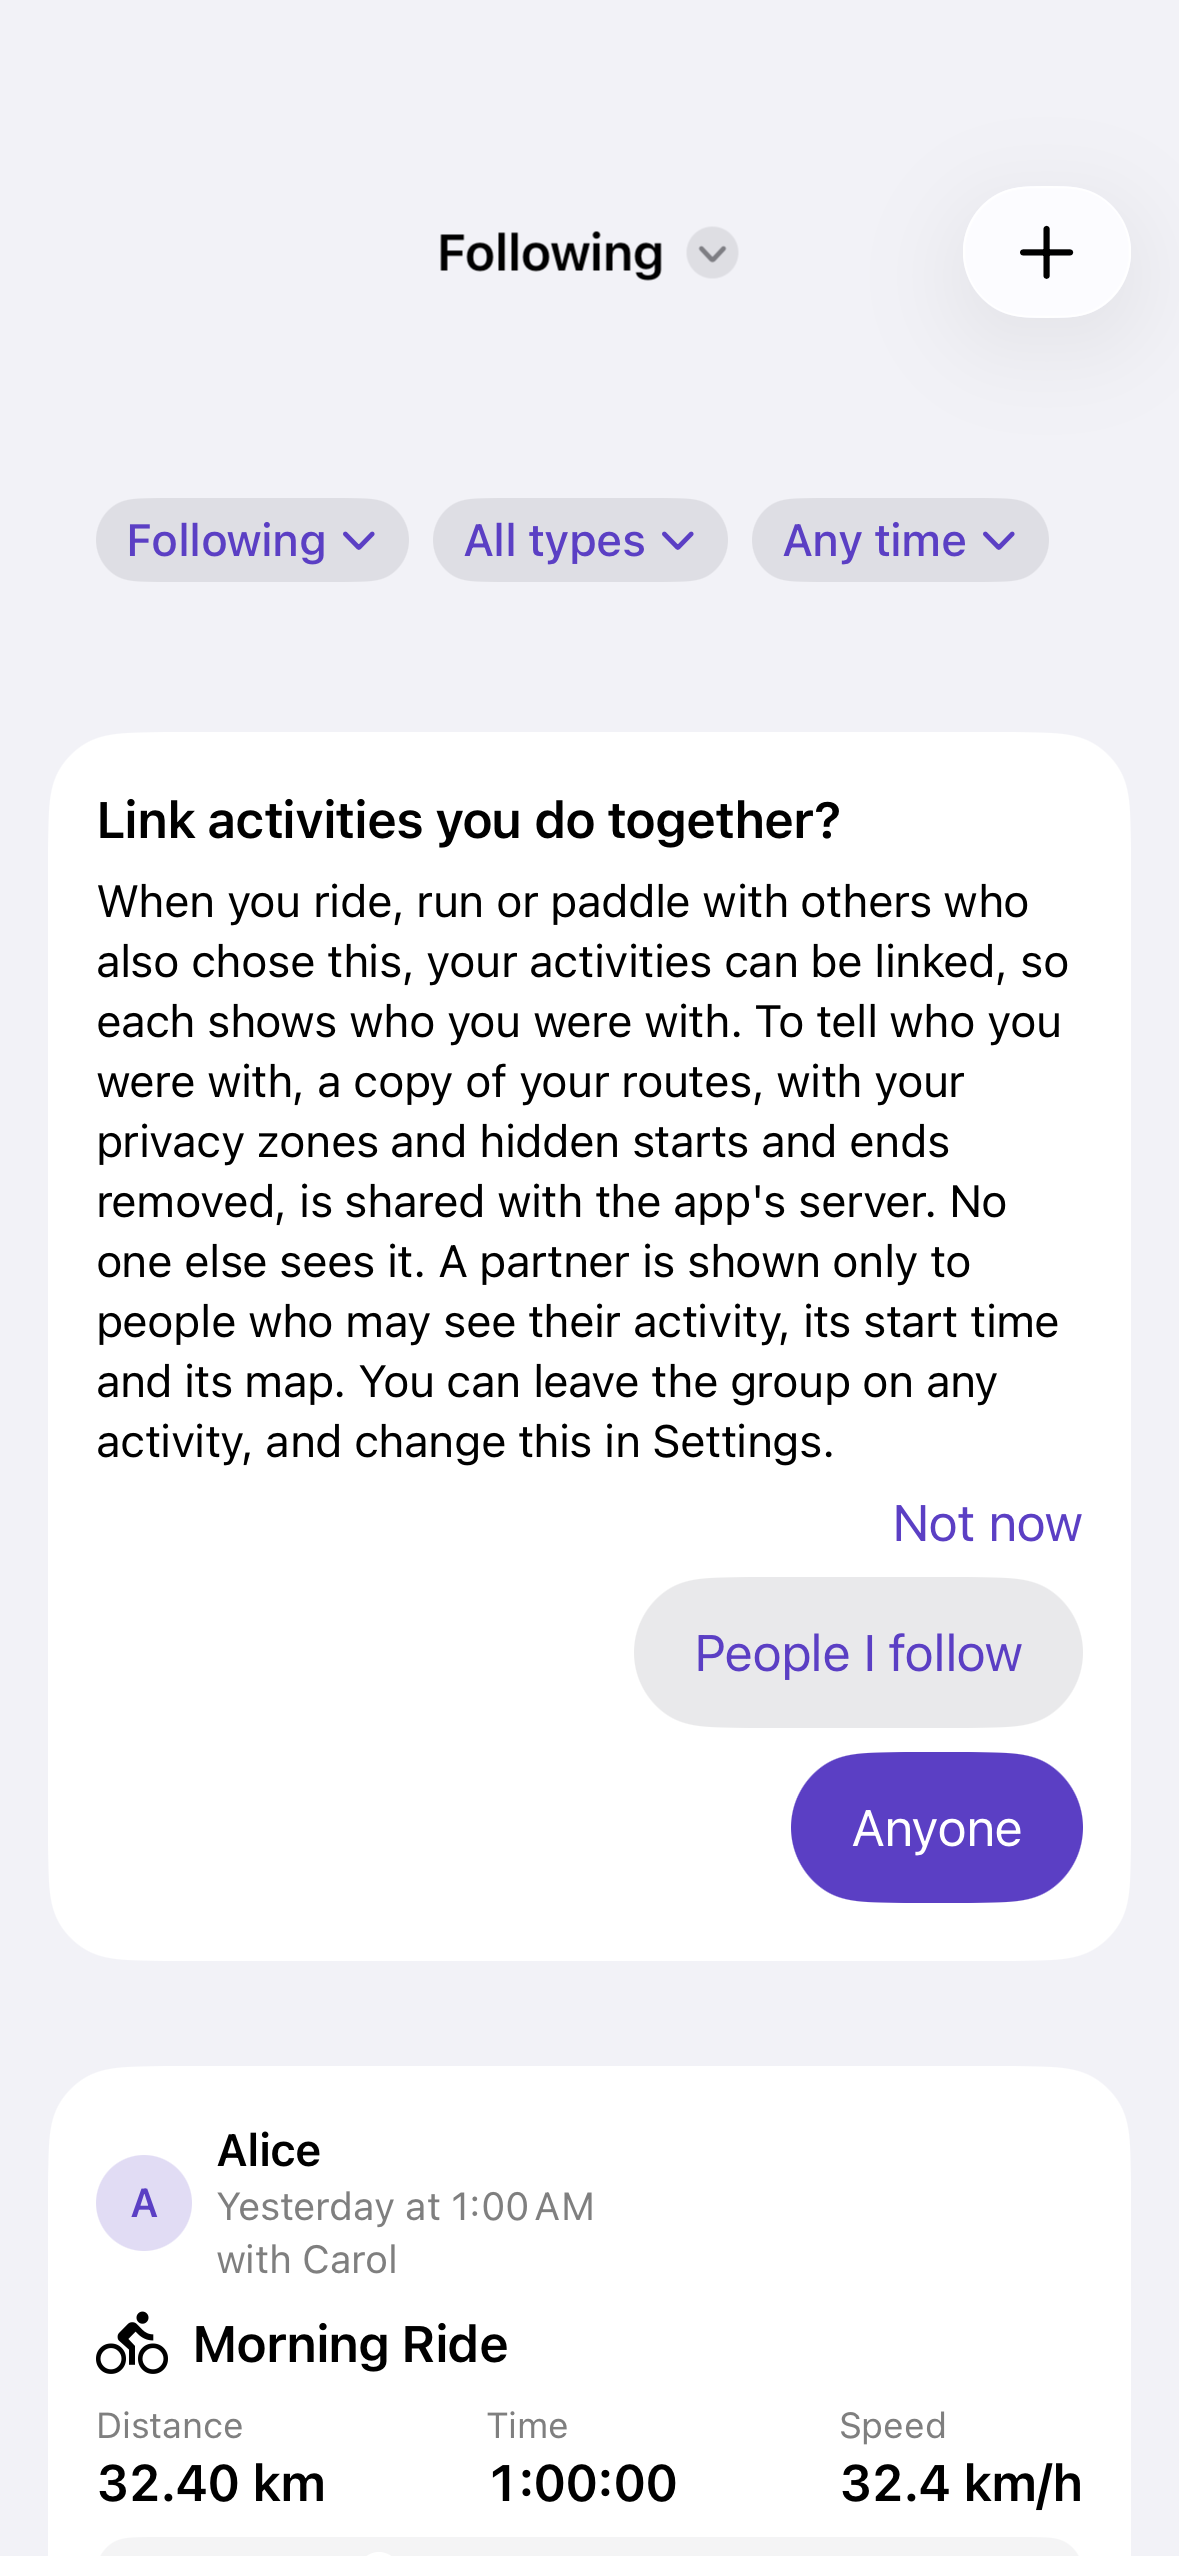 Following
Following
All types
Any time
Link activities you do together?
When you ride, run or paddle with others who
also chose this, your activities can be linked, so
each shows who you were with. To tell who you
were with, a copy of your routes, with your
privacy zones and hidden starts and ends
removed, is shared with the app's server. No
one else sees it. A partner is shown only to
people who may see their activity, its start time
and its map. You can leave the group on any
activity, and change this in Settings.
Not now
People I follow
Anyone
A
Alice
Yesterday at 1:00 AM
with Carol
Morning Ride
Distance
Time
Speed
32.40 km
1:00:00
32.4 km/h